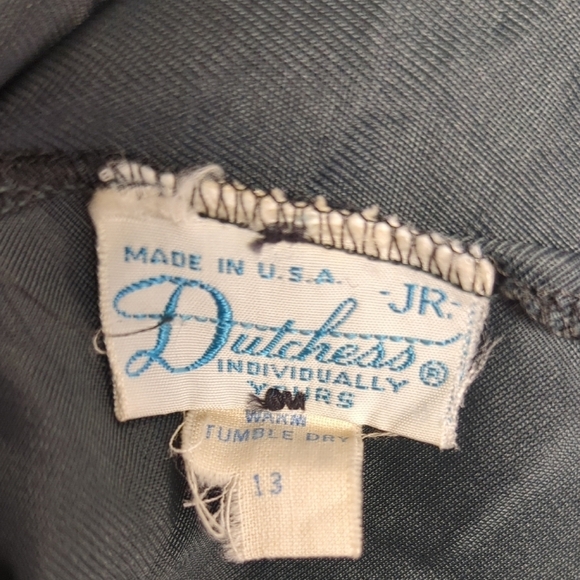 MADE IN U.S.A.
-JR.-
Dutchess®
INDIVIDUALLY
YOURS
WARM
TUMBLE DRY
13